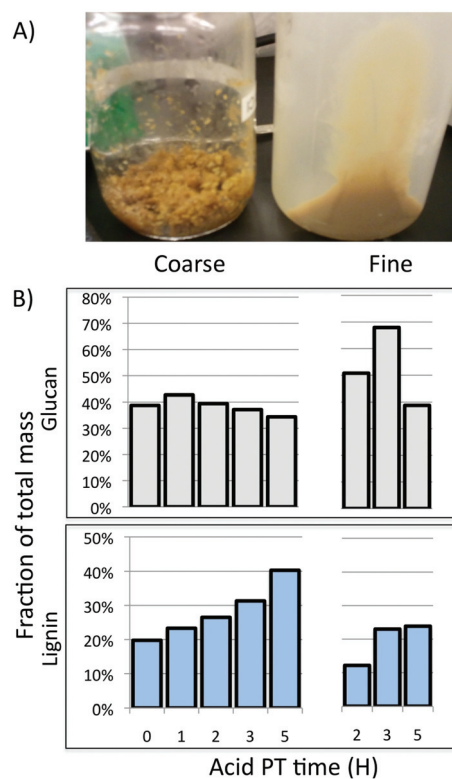 A)
Coarse Fine
B)
Fraction of total mass
Glucan
80%
70%
60%
50%
40%
30%
20%
10%
0%
Lignin
50%
40%
30%
20%
10%
0%
0 1 2 3 5 2 3 5
Acid PT time (H)